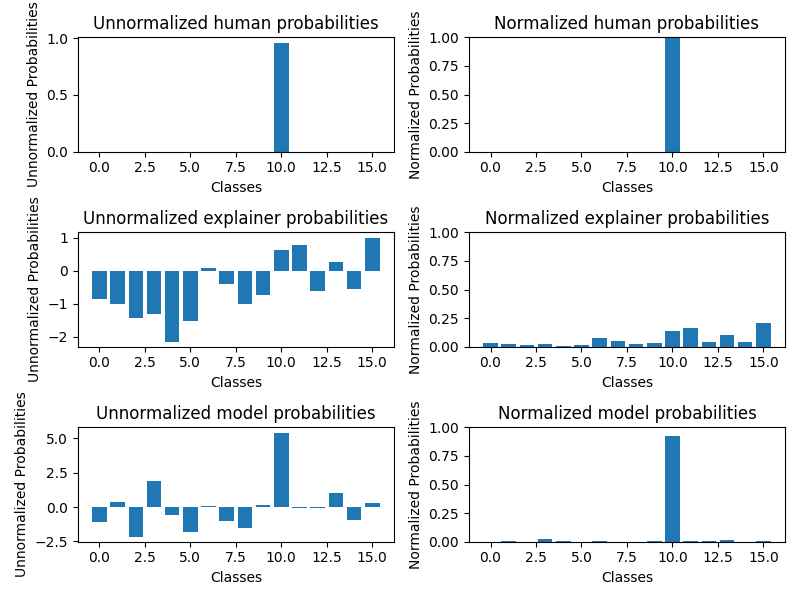 Unnormalized human probabilities
Unnormalized Probabilities
1.0
0.5
0.0
0.0 2.5 5.0 7.5 10.0 12.5 15.0
Classes
Normalized human probabilities
Normalized Probabilities
1.00
0.75
0.50
0.25
0.00
0.0 2.5 5.0 7.5 10.0 12.5 15.0
Classes
Unnormalized explainer probabilities
Unnormalized Probabilities
1
0
−1
−2
0.0 2.5 5.0 7.5 10.0 12.5 15.0
Classes
Normalized explainer probabilities
Normalized Probabilities
1.00
0.75
0.50
0.25
0.00
0.0 2.5 5.0 7.5 10.0 12.5 15.0
Classes
Unnormalized model probabilities
Unnormalized Probabilities
5.0
2.5
0.0
−2.5
0.0 2.5 5.0 7.5 10.0 12.5 15.0
Classes
Normalized model probabilities
Normalized Probabilities
1.00
0.75
0.50
0.25
0.00
0.0 2.5 5.0 7.5 10.0 12.5 15.0
Classes